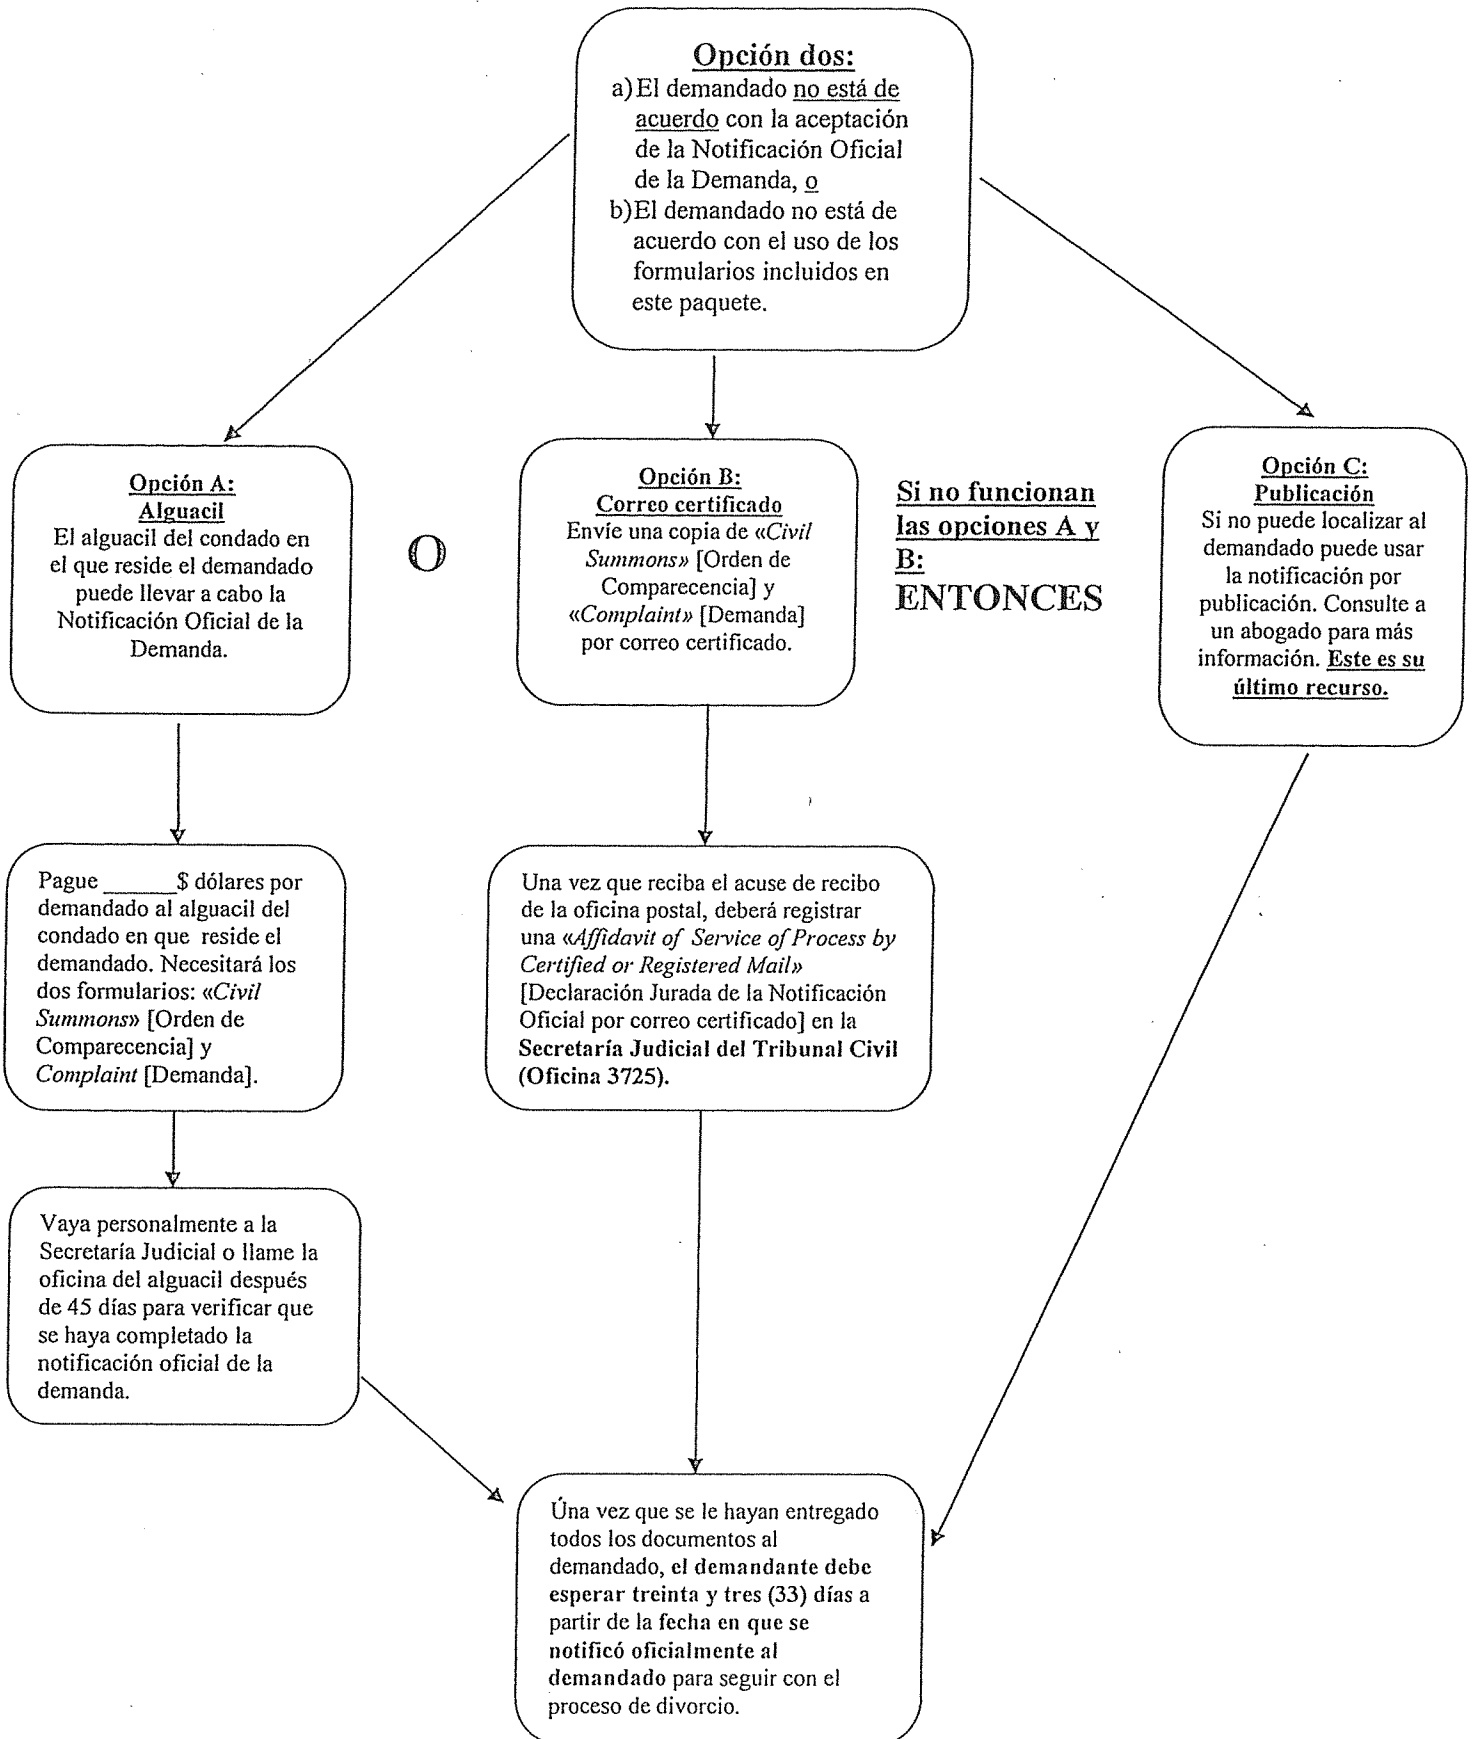 Opción dos:
a)El demandado no está de
acuerdo con la aceptación
de la Notificación Oficial
de la Demanda, o
b)El demandado no está de
acuerdo con el uso de los
formularios incluidos en
este paquete.
Opción A:
Alguacil
El alguacil del condado en
el que reside el demandado
puede llevar a cabo la
Notificación Oficial de la
Demanda.
O
Opción B:
Correo certificado
Envíe una copia de «Civil
Summons» [Orden de
Comparecencia] y
«Complaint» [Demanda]
por correo certificado.
Si no funcionan
las opciones A y
B:
ENTONCES
Opción C:
Publicación
Si no puede localizar al
demandado puede usar
la notificación por
publicación. Consulte a
un abogado para más
información. Este es su
último recurso.
Pague ______$ dólares por
demandado al alguacil del
condado en que reside el
demandado. Necesitará los
dos formularios: «Civil
Summons» [Orden de
Comparecencia] y
Complaint [Demanda].
Una vez que reciba el acuse de recibo
de la oficina postal, deberá registrar
una «Affidavit of Service of Process by
Certified or Registered Mail»
[Declaración Jurada de la Notificación
Oficial por correo certificado] en la
Secretaría Judicial del Tribunal Civil
(Oficina 3725).
Vaya personalmente a la
Secretaría Judicial o llame la
oficina del alguacil después
de 45 días para verificar que
se haya completado la
notificación oficial de la
demanda.
Úna vez que se le hayan entregado
todos los documentos al
demandado, el demandante debe
esperar treinta y tres (33) días a
partir de la fecha en que se
notificó oficialmente al
demandado para seguir con el
proceso de divorcio.